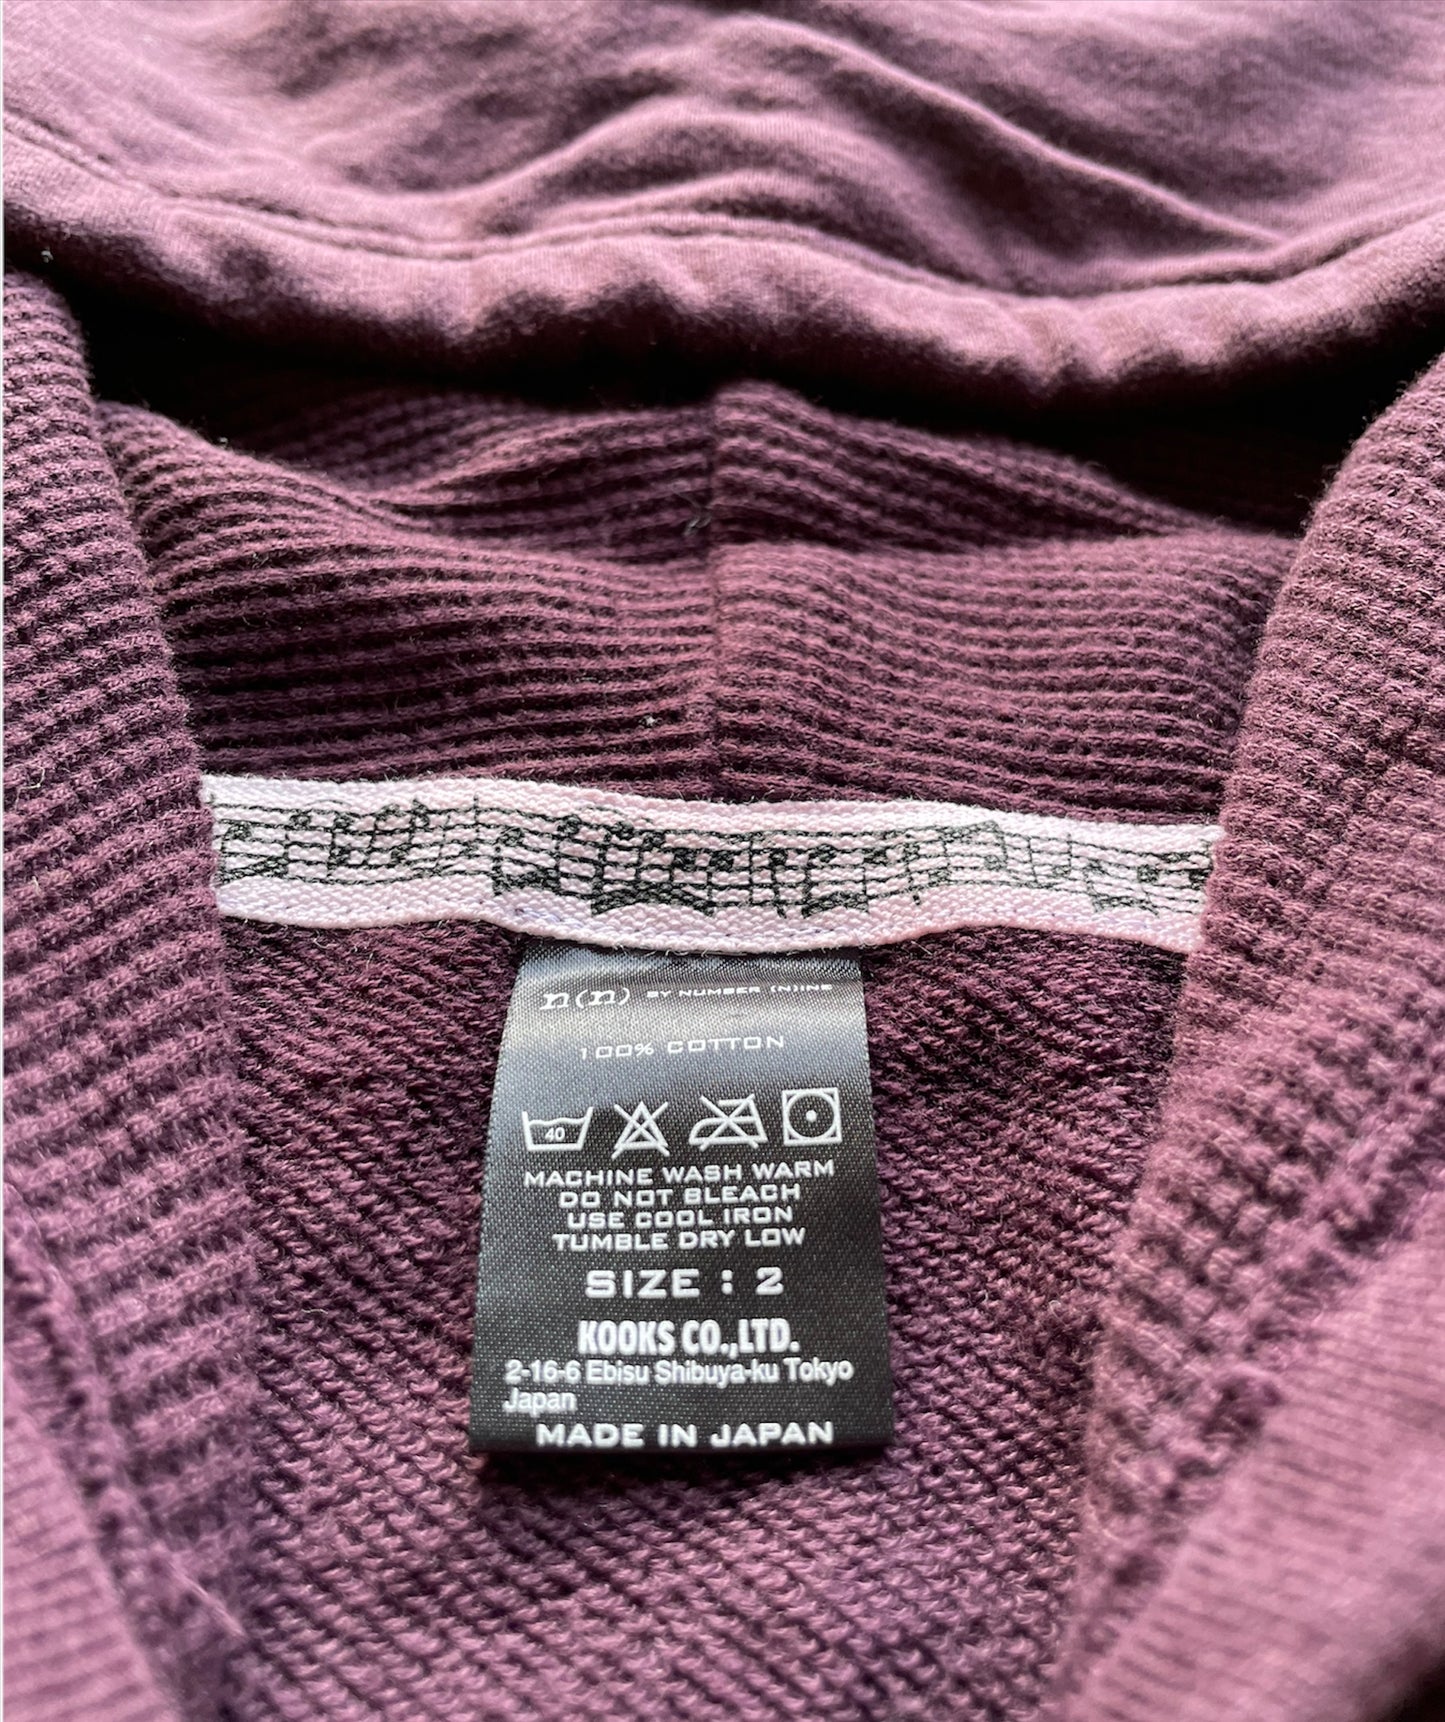 n(n) BY NUMBER (N)INE
100% COTTON
40
MACHINE WASH WARM
DO NOT BLEACH
USE COOL IRON
TUMBLE DRY LOW
SIZE : 2
KOOKS CO.,LTD.
2-16-6 Ebisu Shibuya-ku Tokyo
Japan
MADE IN JAPAN